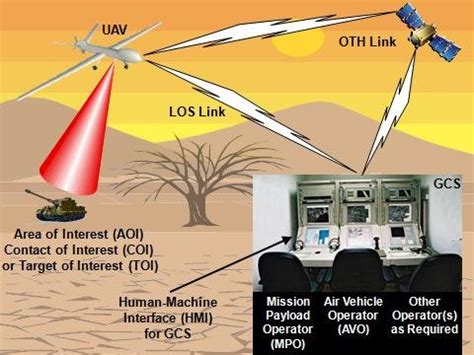 UAV
OTH Link
LOS Link
GCS
Area of Interest (AOI)
Contact of Interest (COI)
or Target of Interest (TOI)
Human-Machine
Interface (HMI)
for GCS
Mission
Payload
Operator
(MPO)
Air Vehicle
Operator
(AVO)
Other
Operator(s)
as Required